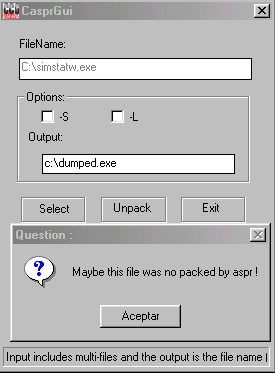 CasprGui
FileName:
C:\simstatw.exe
Options:
-S
-L
Output:
c:\dumped.exe
Select
Unpack
Exit
Question :
Maybe this file was no packed by aspr !
Aceptar
Input includes multi-files and the output is the file name